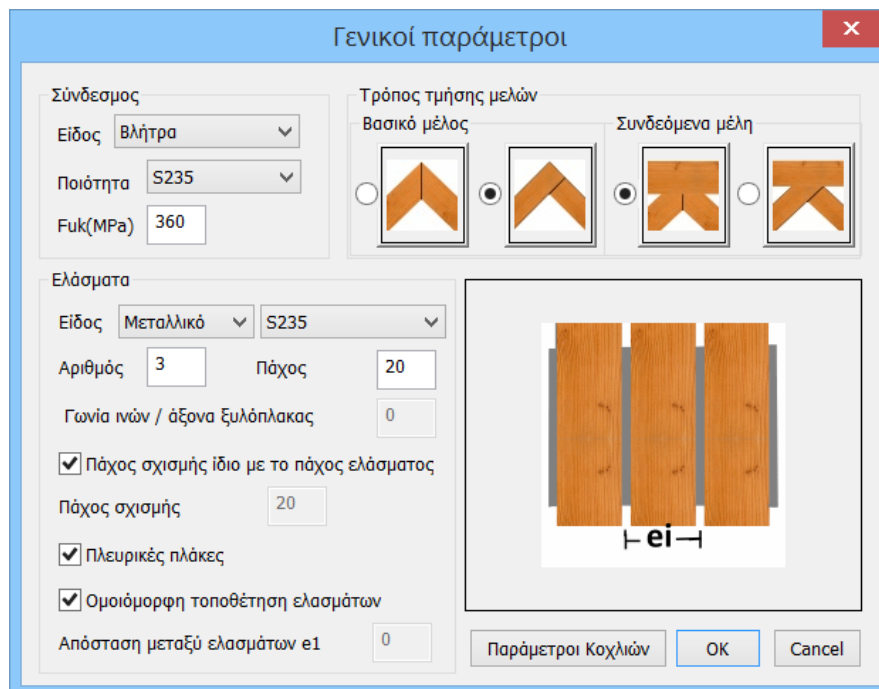 Γενικοί παράμετροι
Σύνδεσμος
Είδος Βλήτρα
Ποιότητα S235
Fuk(MPa) 360
Τρόπος τμήσης μελών
Βασικό μέλος
Συνδεόμενα μέλη
Ελάσματα
Είδος Μεταλλικό S235
Αριθμός 3 Πάχος 20
Γωνία ινών / άξονα ξυλόπλακας 0
Πάχος σχισμής ίδιο με το πάχος ελάσματος
Πάχος σχισμής 20
Πλευρικές πλάκες
Ομοιόμορφη τοποθέτηση ελασμάτων
Απόσταση μεταξύ ελασμάτων e1 0
ei
Παράμετροι Κοχλιών OK Cancel